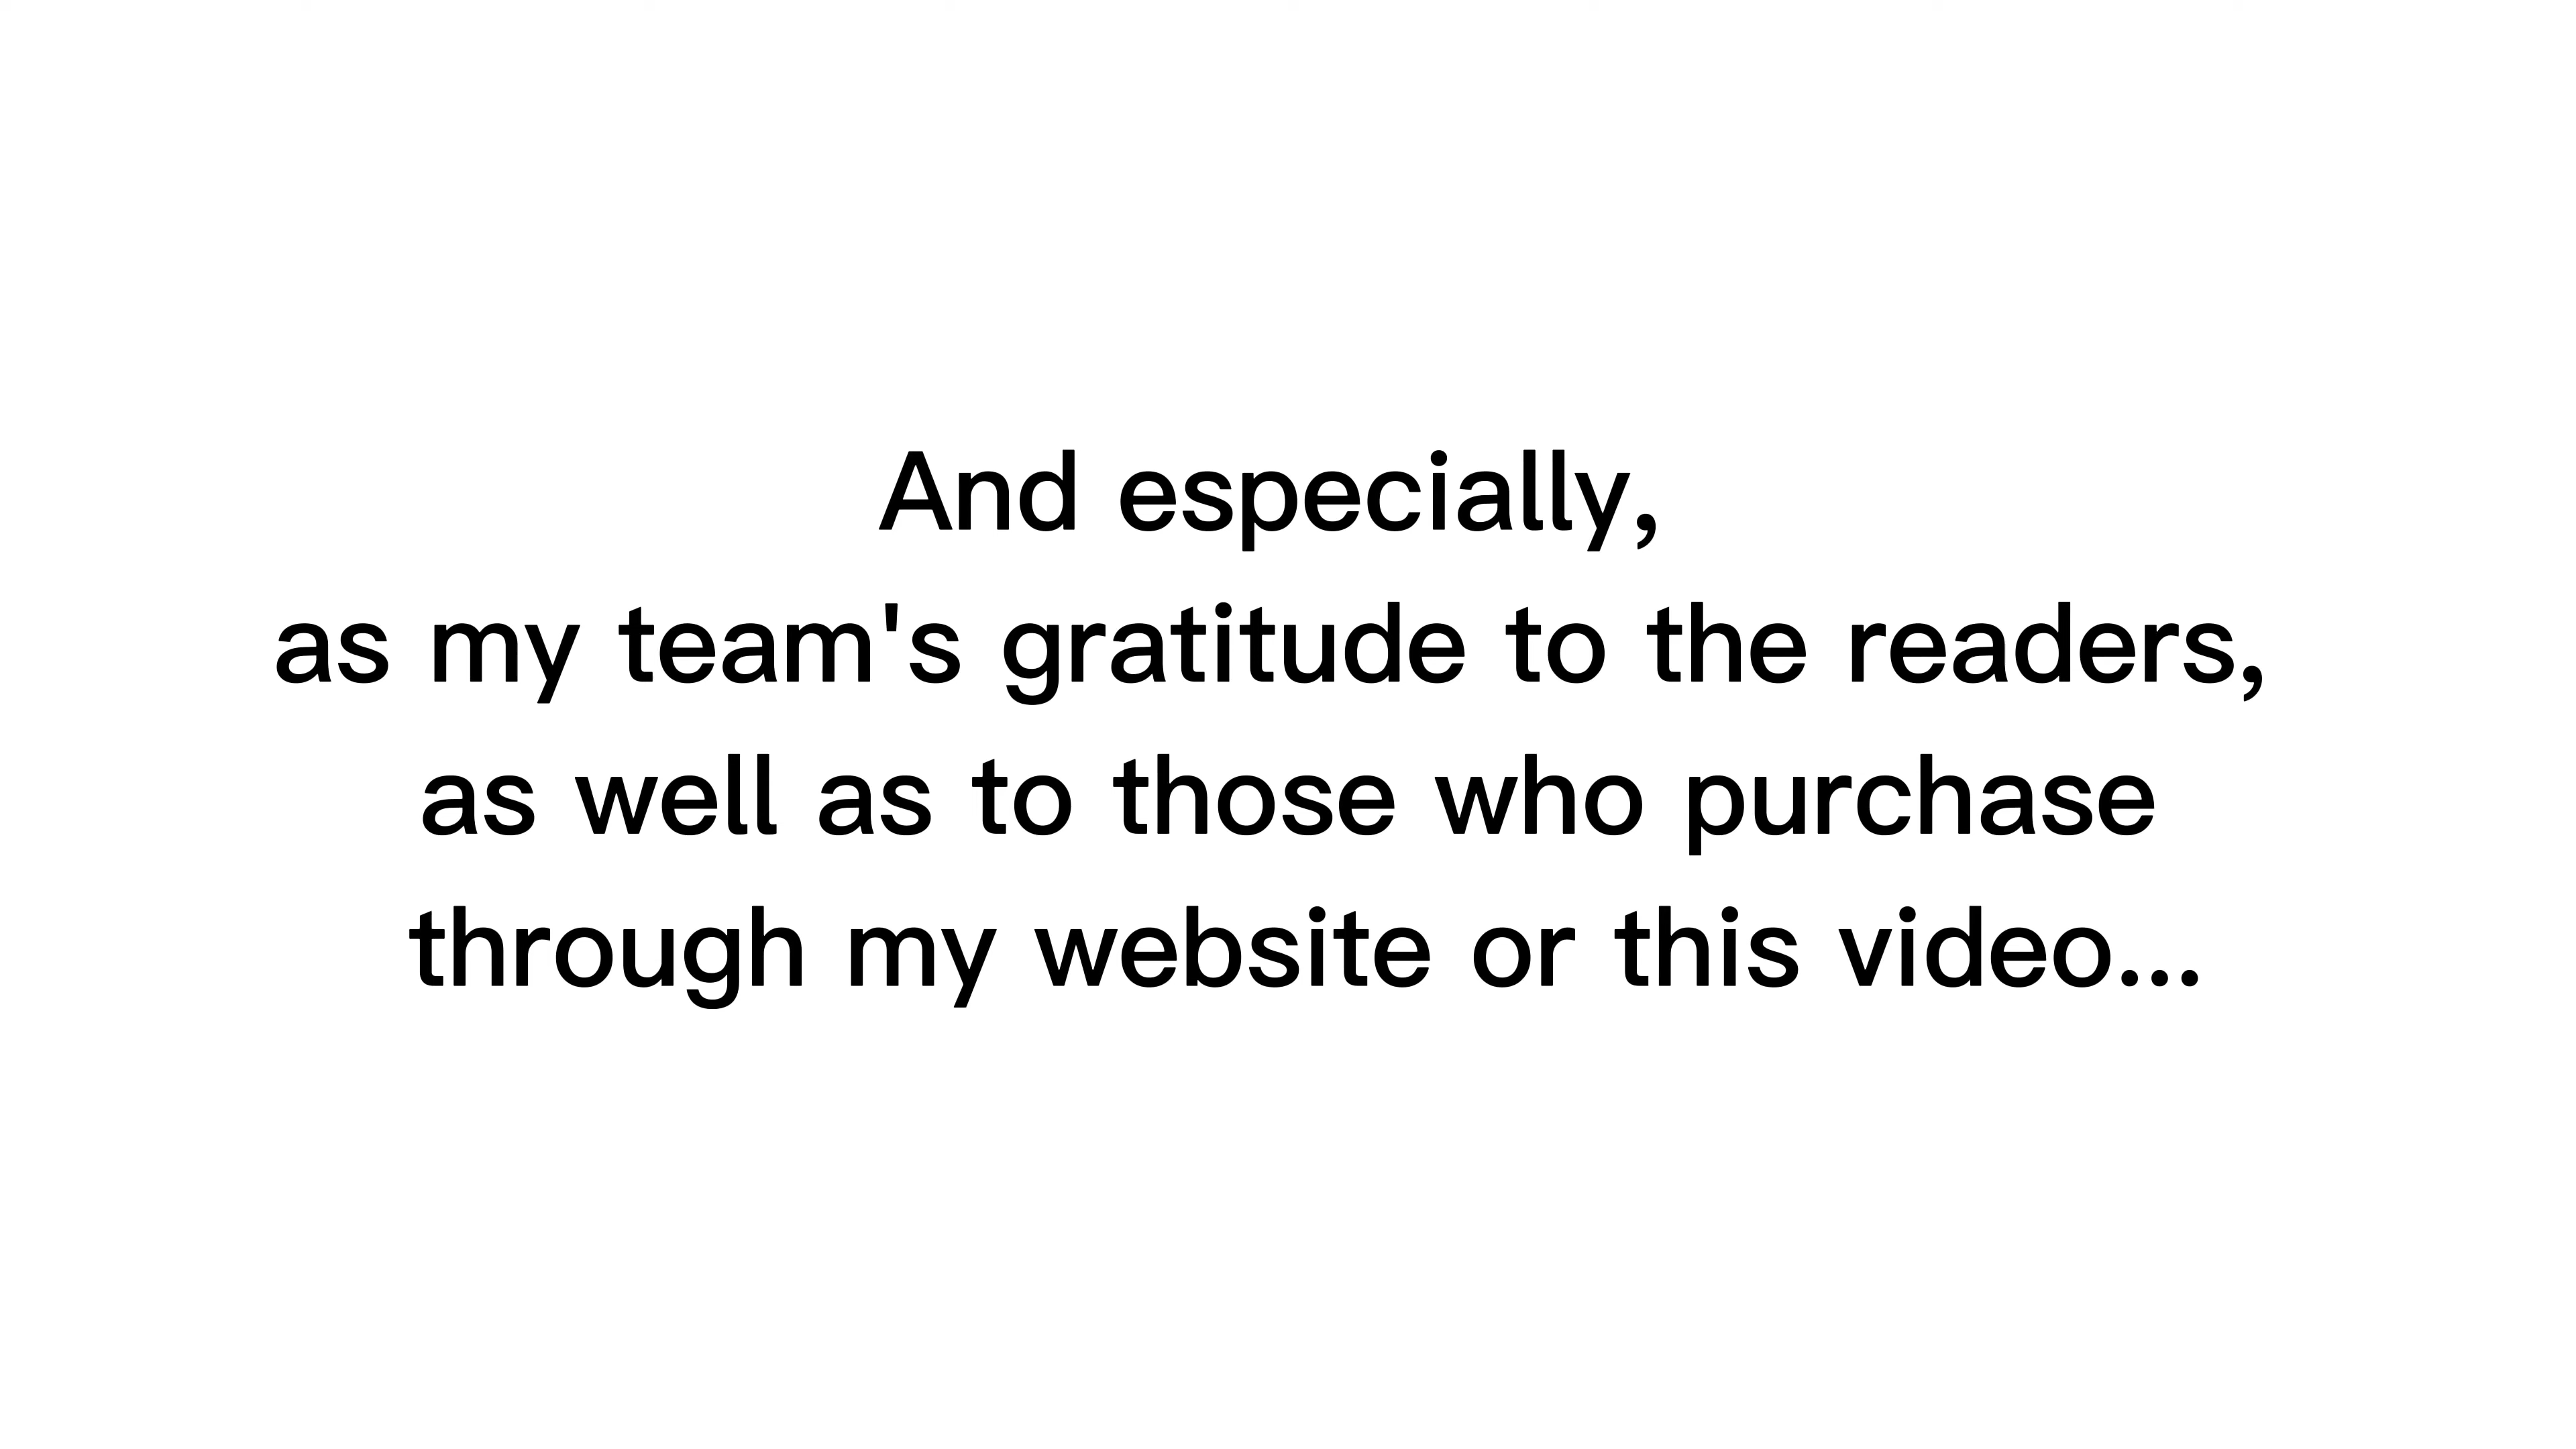 And especially,
as my team's gratitude to the readers,
as well as to those who purchase
through my website or this video...